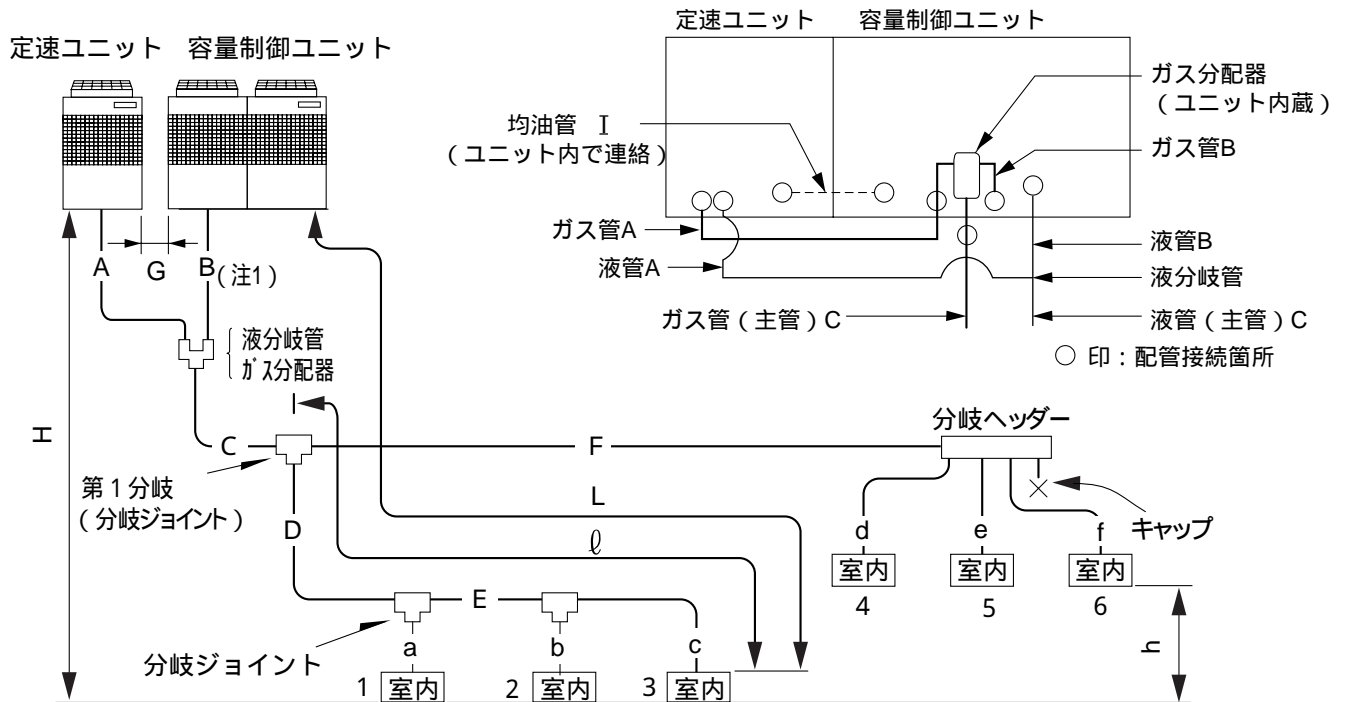 定速ユニット 容量制御ユニット
A
G
B(注1)
液分岐管
ガス分配器
H
C
第1分岐
(分岐ジョイント)
F
L
ℓ
D
E
分岐ジョイント
a
b
c
1 室内
2 室内
3 室内
分岐ヘッダー
d
e
f
キャップ
室内
室内
室内
4
5
6
h
定速ユニット 容量制御ユニット
均油管 I
(ユニット内で連絡)
ガス分配器
(ユニット内蔵)
ガス管B
ガス管A
液管A
液管B
液分岐管
ガス管(主管)C
液管(主管)C
○ 印:配管接続箇所